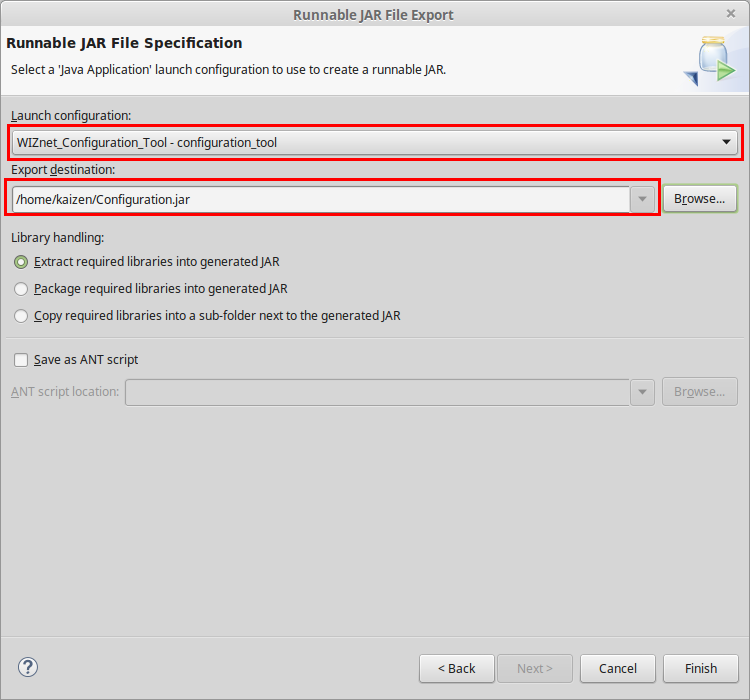 Runnable JAR File Export
Runnable JAR File Specification
Select a 'Java Application' launch configuration to use to create a runnable JAR.
Launch configuration:
WIZnet_Configuration_Tool - configuration_tool
Export destination:
/home/kaizen/Configuration.jar
Browse...
Library handling:
Extract required libraries into generated JAR
Package required libraries into generated JAR
Copy required libraries into a sub-folder next to the generated JAR
Save as ANT script
ANT script location:
Browse...
?
< Back
Next >
Cancel
Finish